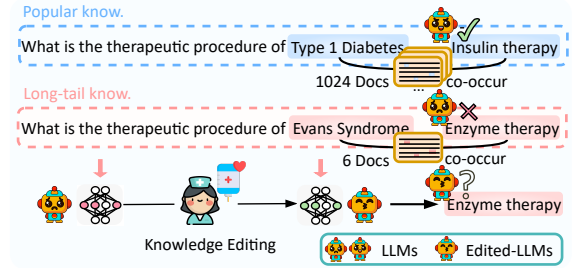 Popular know.
What is the therapeutic procedure of Type 1 Diabetes Insulin therapy
1024 Docs ... co-occur
Long-tail know.
What is the therapeutic procedure of Evans Syndrome Enzyme therapy
6 Docs co-occur
?
Enzyme therapy
Knowledge Editing
LLMs Edited-LLMs